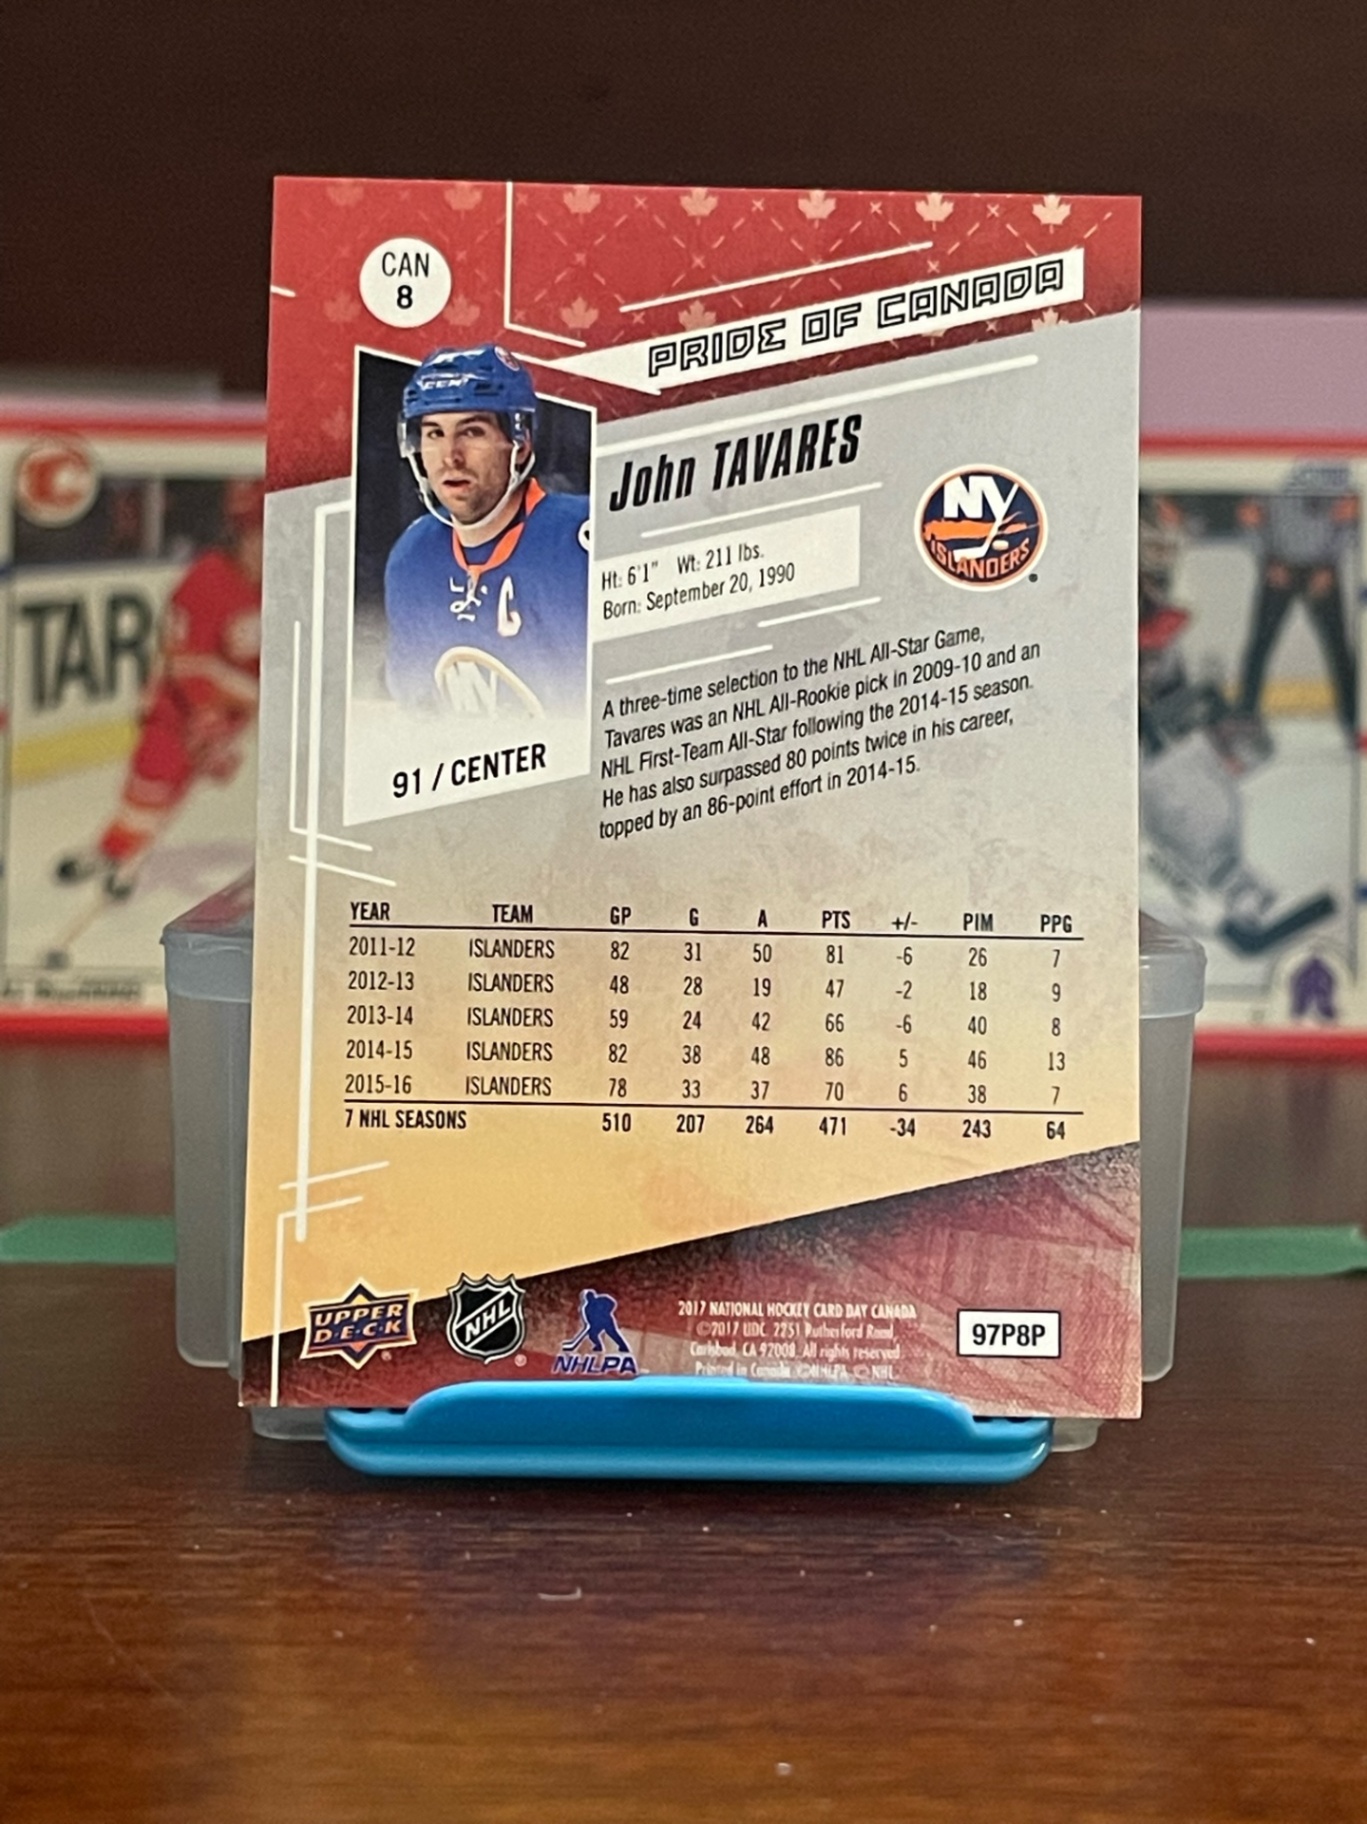 CAN
8
PRIDE OF CANADA
CCM
C
NY
John TAVARES
NY
ISLANDERS
Ht: 6'1" Wt: 211 lbs.
Born: September 20, 1990
91 / CENTER
A three-time selection to the NHL All-Star Game,
Tavares was an NHL All-Rookie pick in 2009-10 and an
NHL First-Team All-Star following the 2014-15 season.
He has also surpassed 80 points twice in his career,
topped by an 86-point effort in 2014-15.
YEAR TEAM GP G A PTS +/- PIM PPG
2011-12 ISLANDERS 82 31 50 81 -6 26 7
2012-13 ISLANDERS 48 28 19 47 -2 18 9
2013-14 ISLANDERS 59 24 42 66 -6 40 8
2014-15 ISLANDERS 82 38 48 86 5 46 13
2015-16 ISLANDERS 78 33 37 70 6 38 7
7 NHL SEASONS 510 207 264 471 -34 243 64
UPPER
D·E·C·K
NHL
NHLPA
2017 NATIONAL HOCKEY CARD DAY CANADA
©2017 UDC. 2251 Rutherford Road,
Carlsbad, CA 92008. All rights reserved.
Printed in Canada ©NHLPA ©NHL
97P8P
TAR